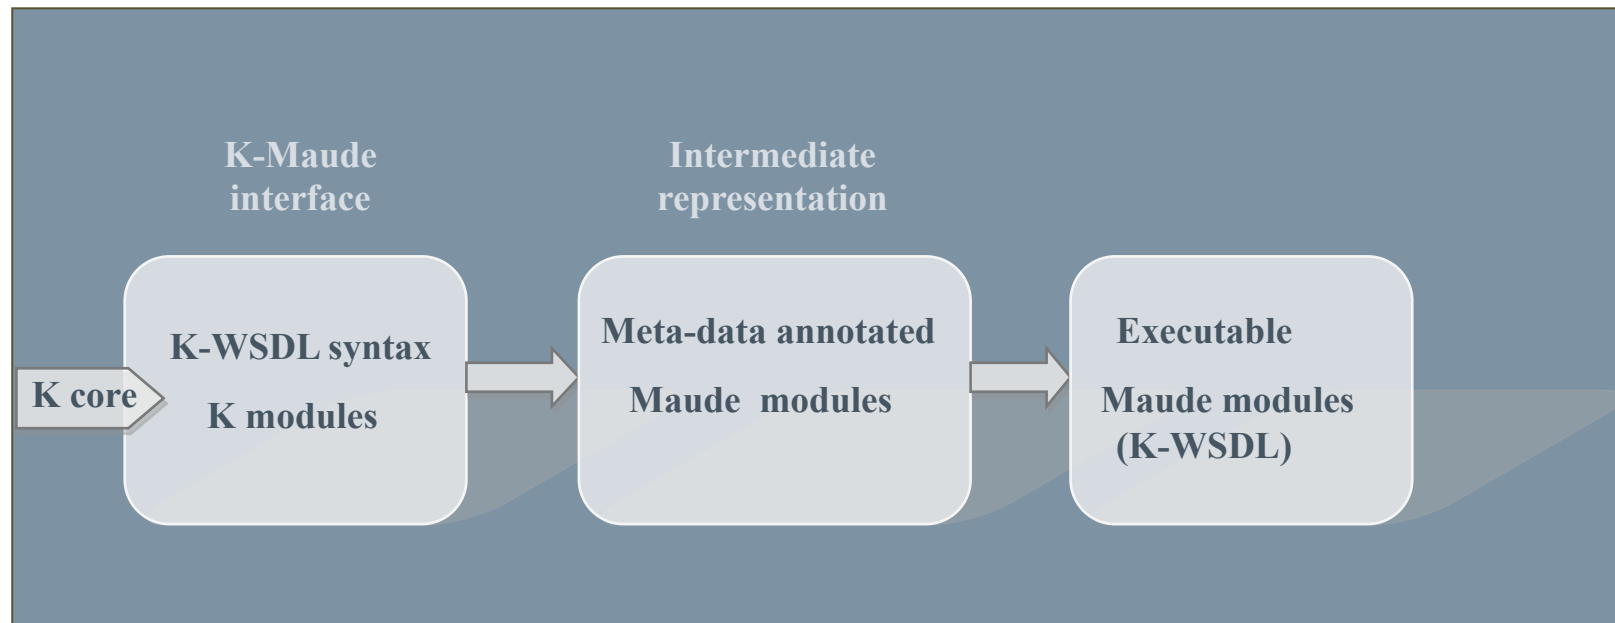 K-Maude
interface
Intermediate
representation
K core
K-WSDL syntax
K modules
Meta-data annotated
Maude modules
Executable
Maude modules
(K-WSDL)